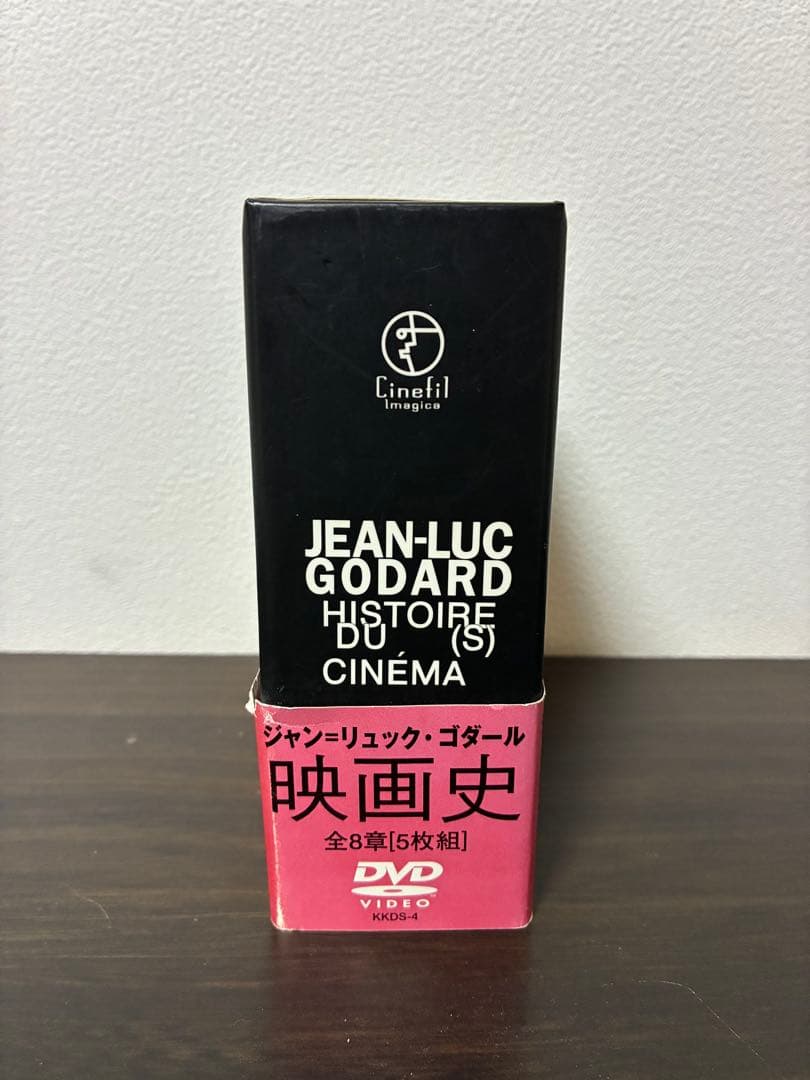 Cinefil
Imagica
JEAN-LUC
GODARD
HISTOIRE
DU (S)
CINÉMA
ジャン=リュック・ゴダール
映画史
全8章[5枚組]
DVD
VIDEO
KKDS-4